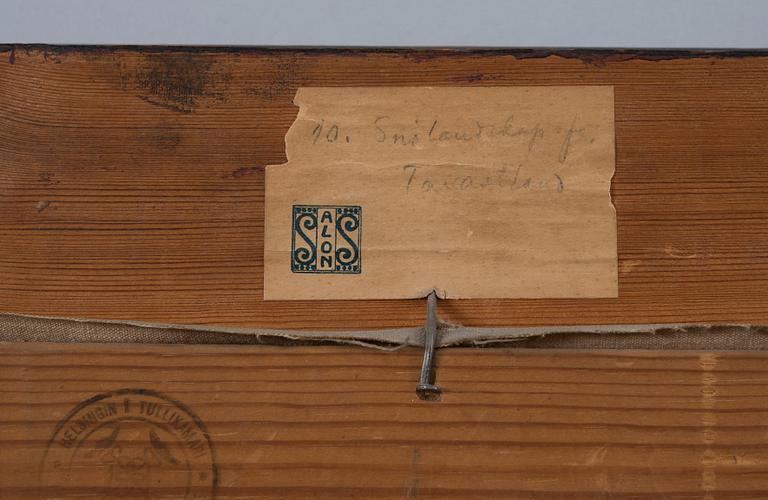 10. Snölandskap fr.
Tavastland
SALON S
HELSINGIN I TULLIKAMARI